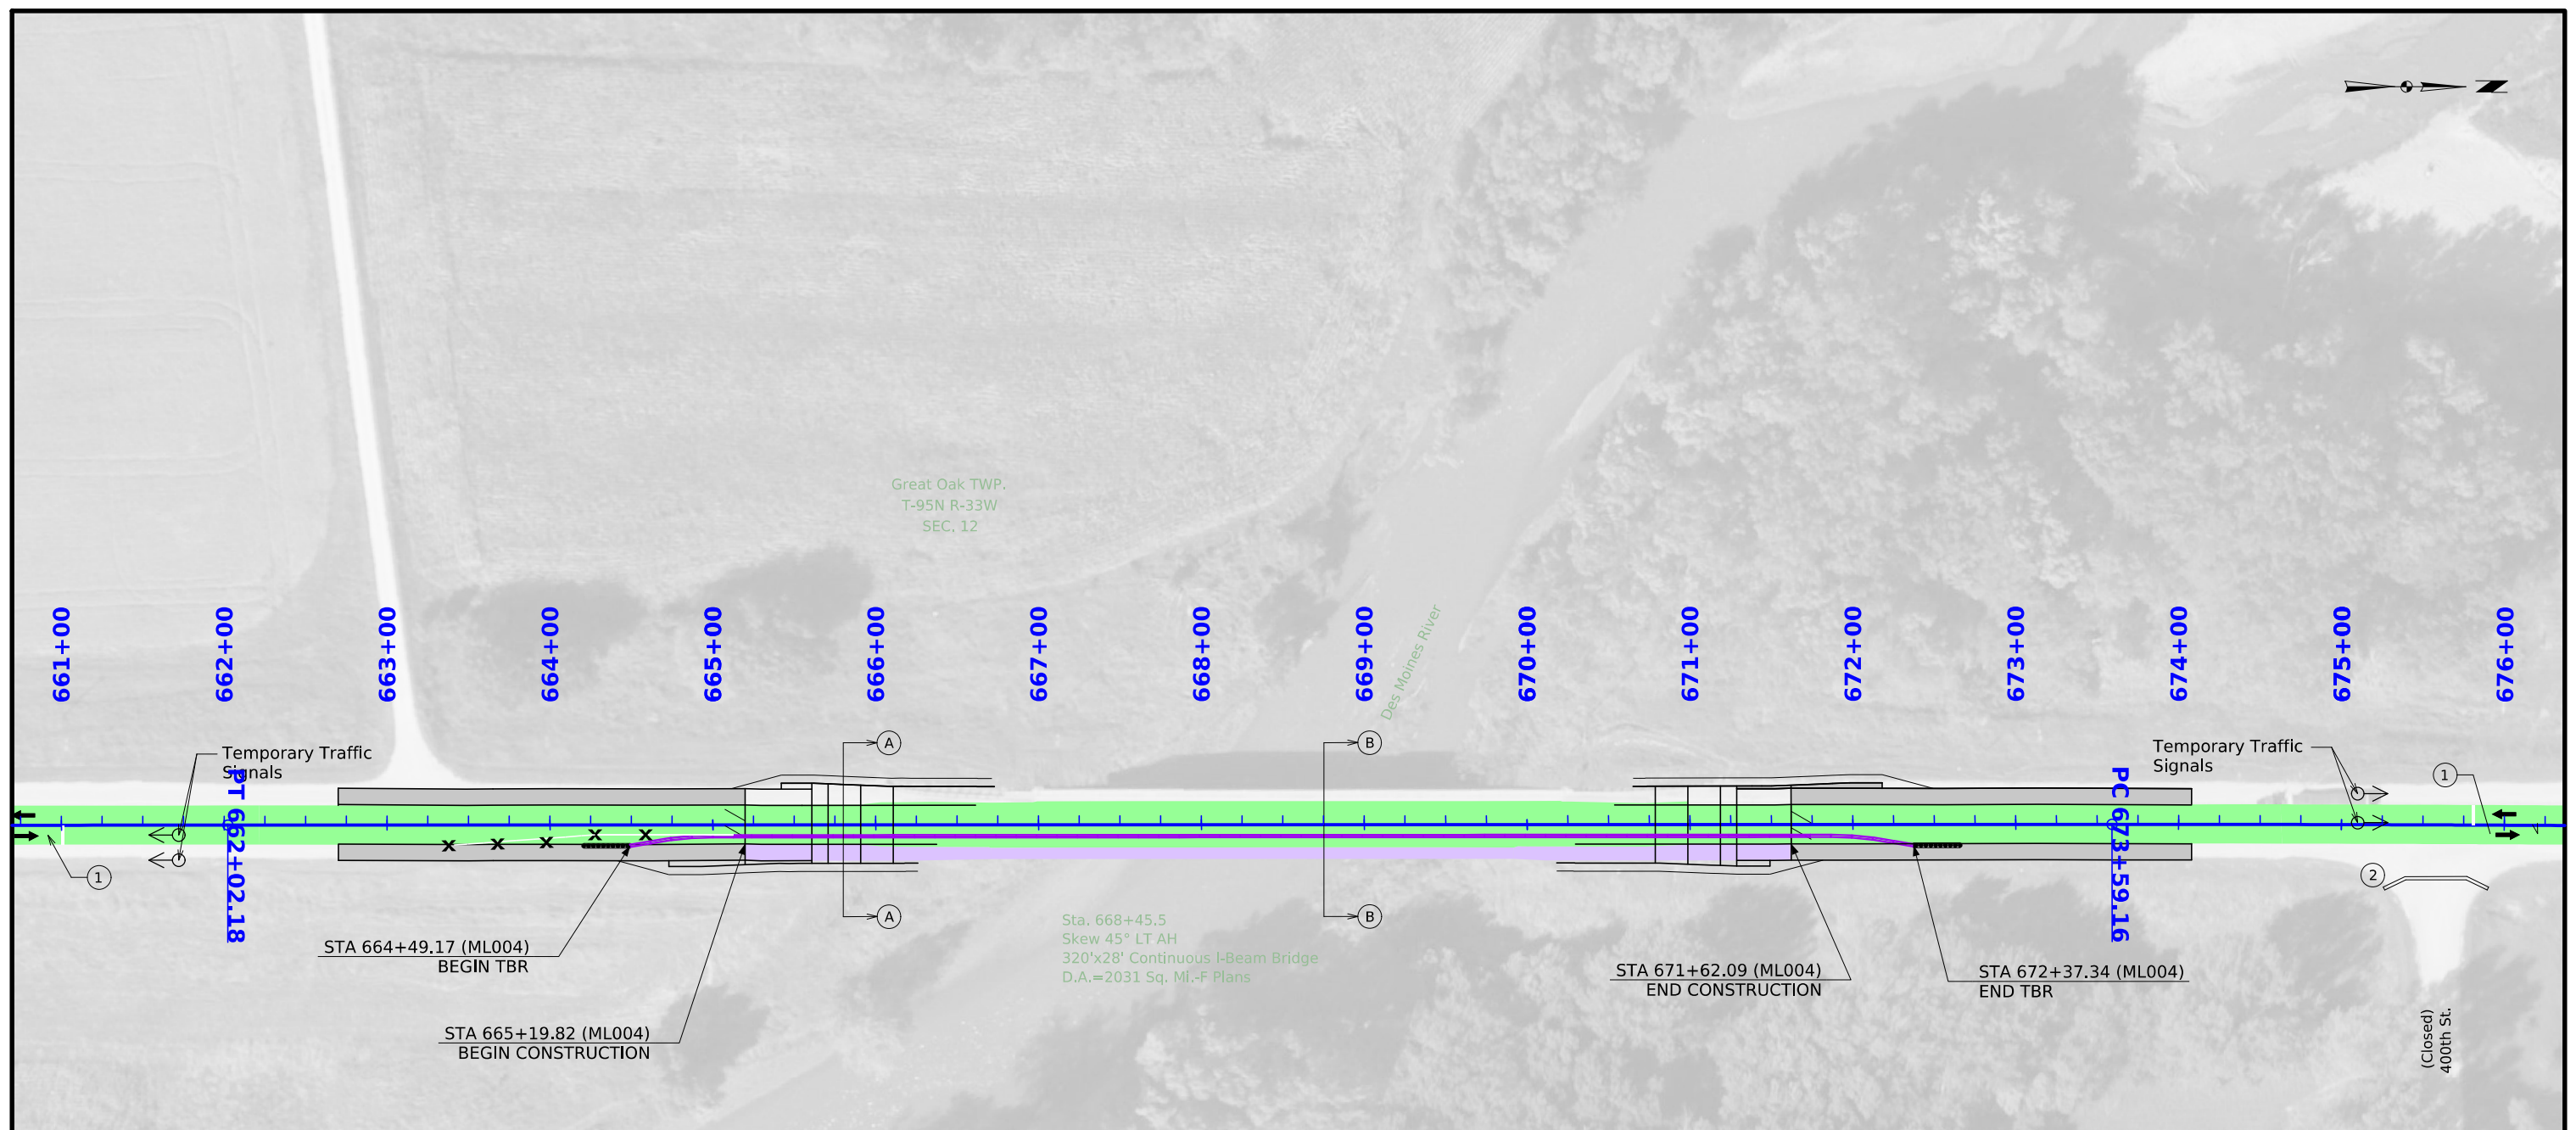 N
Great Oak TWP.
T-95N R-33W
SEC. 12
Des Moines River
661+00
662+00
663+00
664+00
665+00
666+00
667+00
668+00
669+00
670+00
671+00
672+00
673+00
674+00
675+00
676+00
Temporary Traffic
Signals
PT 662+02.18
A
B
Temporary Traffic
Signals
PC 673+59.16
1
X X X X X
1
2
A
B
STA 664+49.17 (ML004)
BEGIN TBR
STA 665+19.82 (ML004)
BEGIN CONSTRUCTION
Sta. 668+45.5
Skew 45° LT AH
320'x28' Continuous I-Beam Bridge
D.A.=2031 Sq. Mi.-F Plans
STA 671+62.09 (ML004)
END CONSTRUCTION
STA 672+37.34 (ML004)
END TBR
(Closed)
400th St.